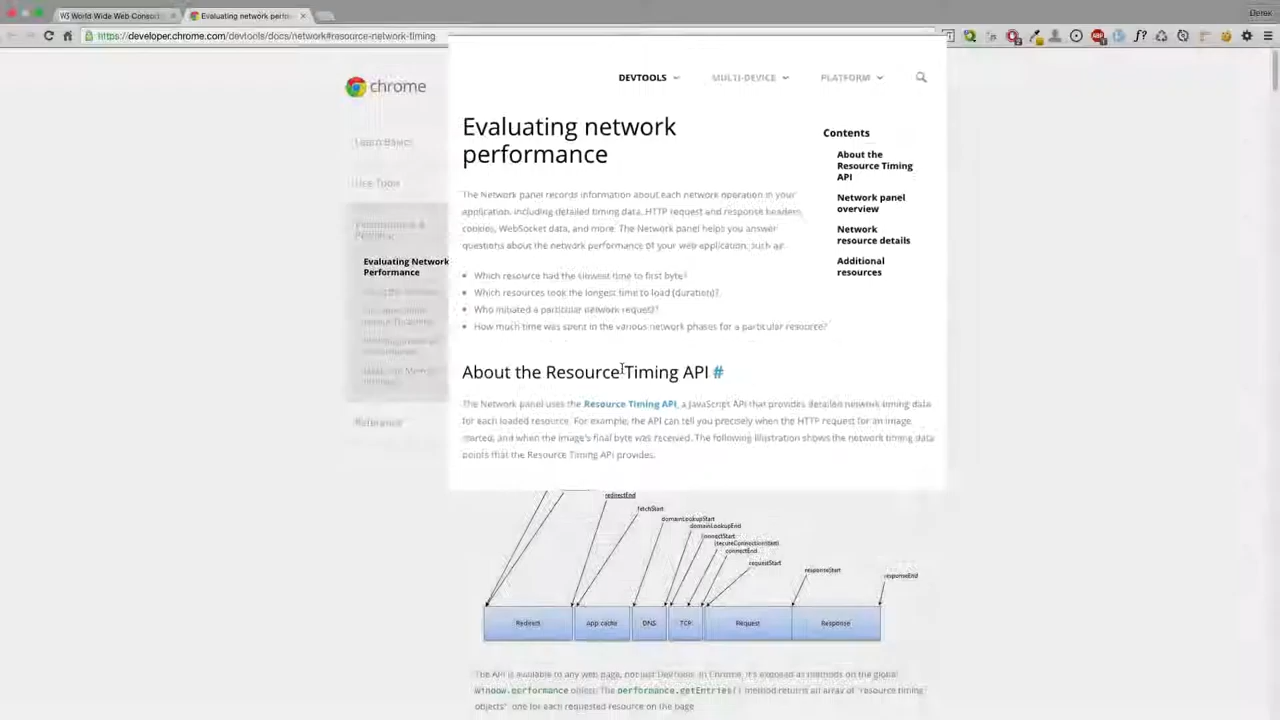 W3 World Wide Web Consort
Evaluating network perfo
Derek
https://developer.chrome.com/devtools/docs/network#resource-network-timing
chrome
DEVTOOLS
MULTI-DEVICE
PLATFORM
Learn Basics
Use Tools
Performance &
Profiling
Evaluating Network
Performance
Reference
Evaluating network
performance
The Network panel records information about each network operation in your
application, including detailed timing data, HTTP request and response headers,
cookies, WebSocket data, and more. The Network panel helps you answer
questions about the network performance of your web application, such as:
Which resource had the slowest time to first byte?
Which resources took the longest time to load (duration)?
Who initiated a particular network request?
How much time was spent in the various network phases for a particular resource?
Contents
About the
Resource Timing
API
Network panel
overview
Network
resource details
Additional
resources
About the Resource Timing API #
The Network panel uses the Resource Timing API, a JavaScript API that provides detailed network timing data
for each loaded resource. For example, the API can tell you precisely when the HTTP request for an image
started, and when the image's final byte was received. The following illustration shows the network timing data
points that the Resource Timing API provides.
redirectEnd
fetchStart
domainLookupStart
domainLookupEnd
connectStart
(secureConnectionStart)
connectEnd
requestStart
responseStart
responseEnd
Redirect
App cache
DNS
TCP
Request
Response
The API is available to any web page, not just DevTools. In Chrome, it's exposed as methods on the global
window.performance object. The performance.getEntries() method returns an array of "resource timing
objects", one for each requested resource on the page.